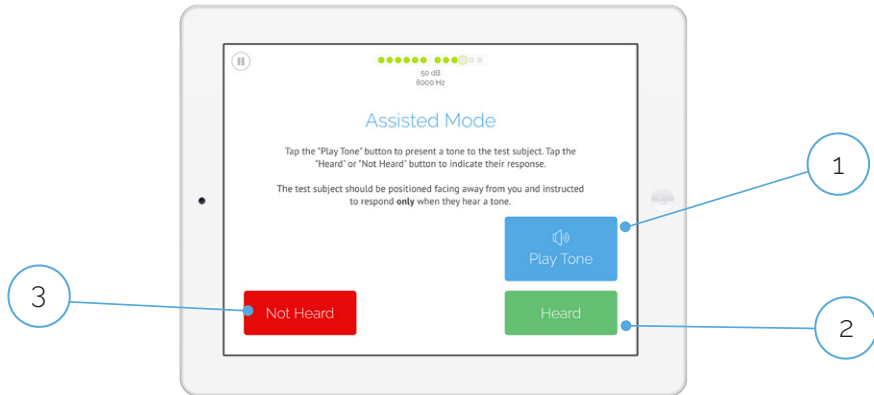 50 dB
8000 Hz
Assisted Mode
Tap the "Play Tone" button to present a tone to the test subject. Tap the
"Heard" or "Not Heard" button to indicate their response.
The test subject should be positioned facing away from you and instructed
to respond only when they hear a tone.
1
Play Tone
3
Not Heard
Heard
2